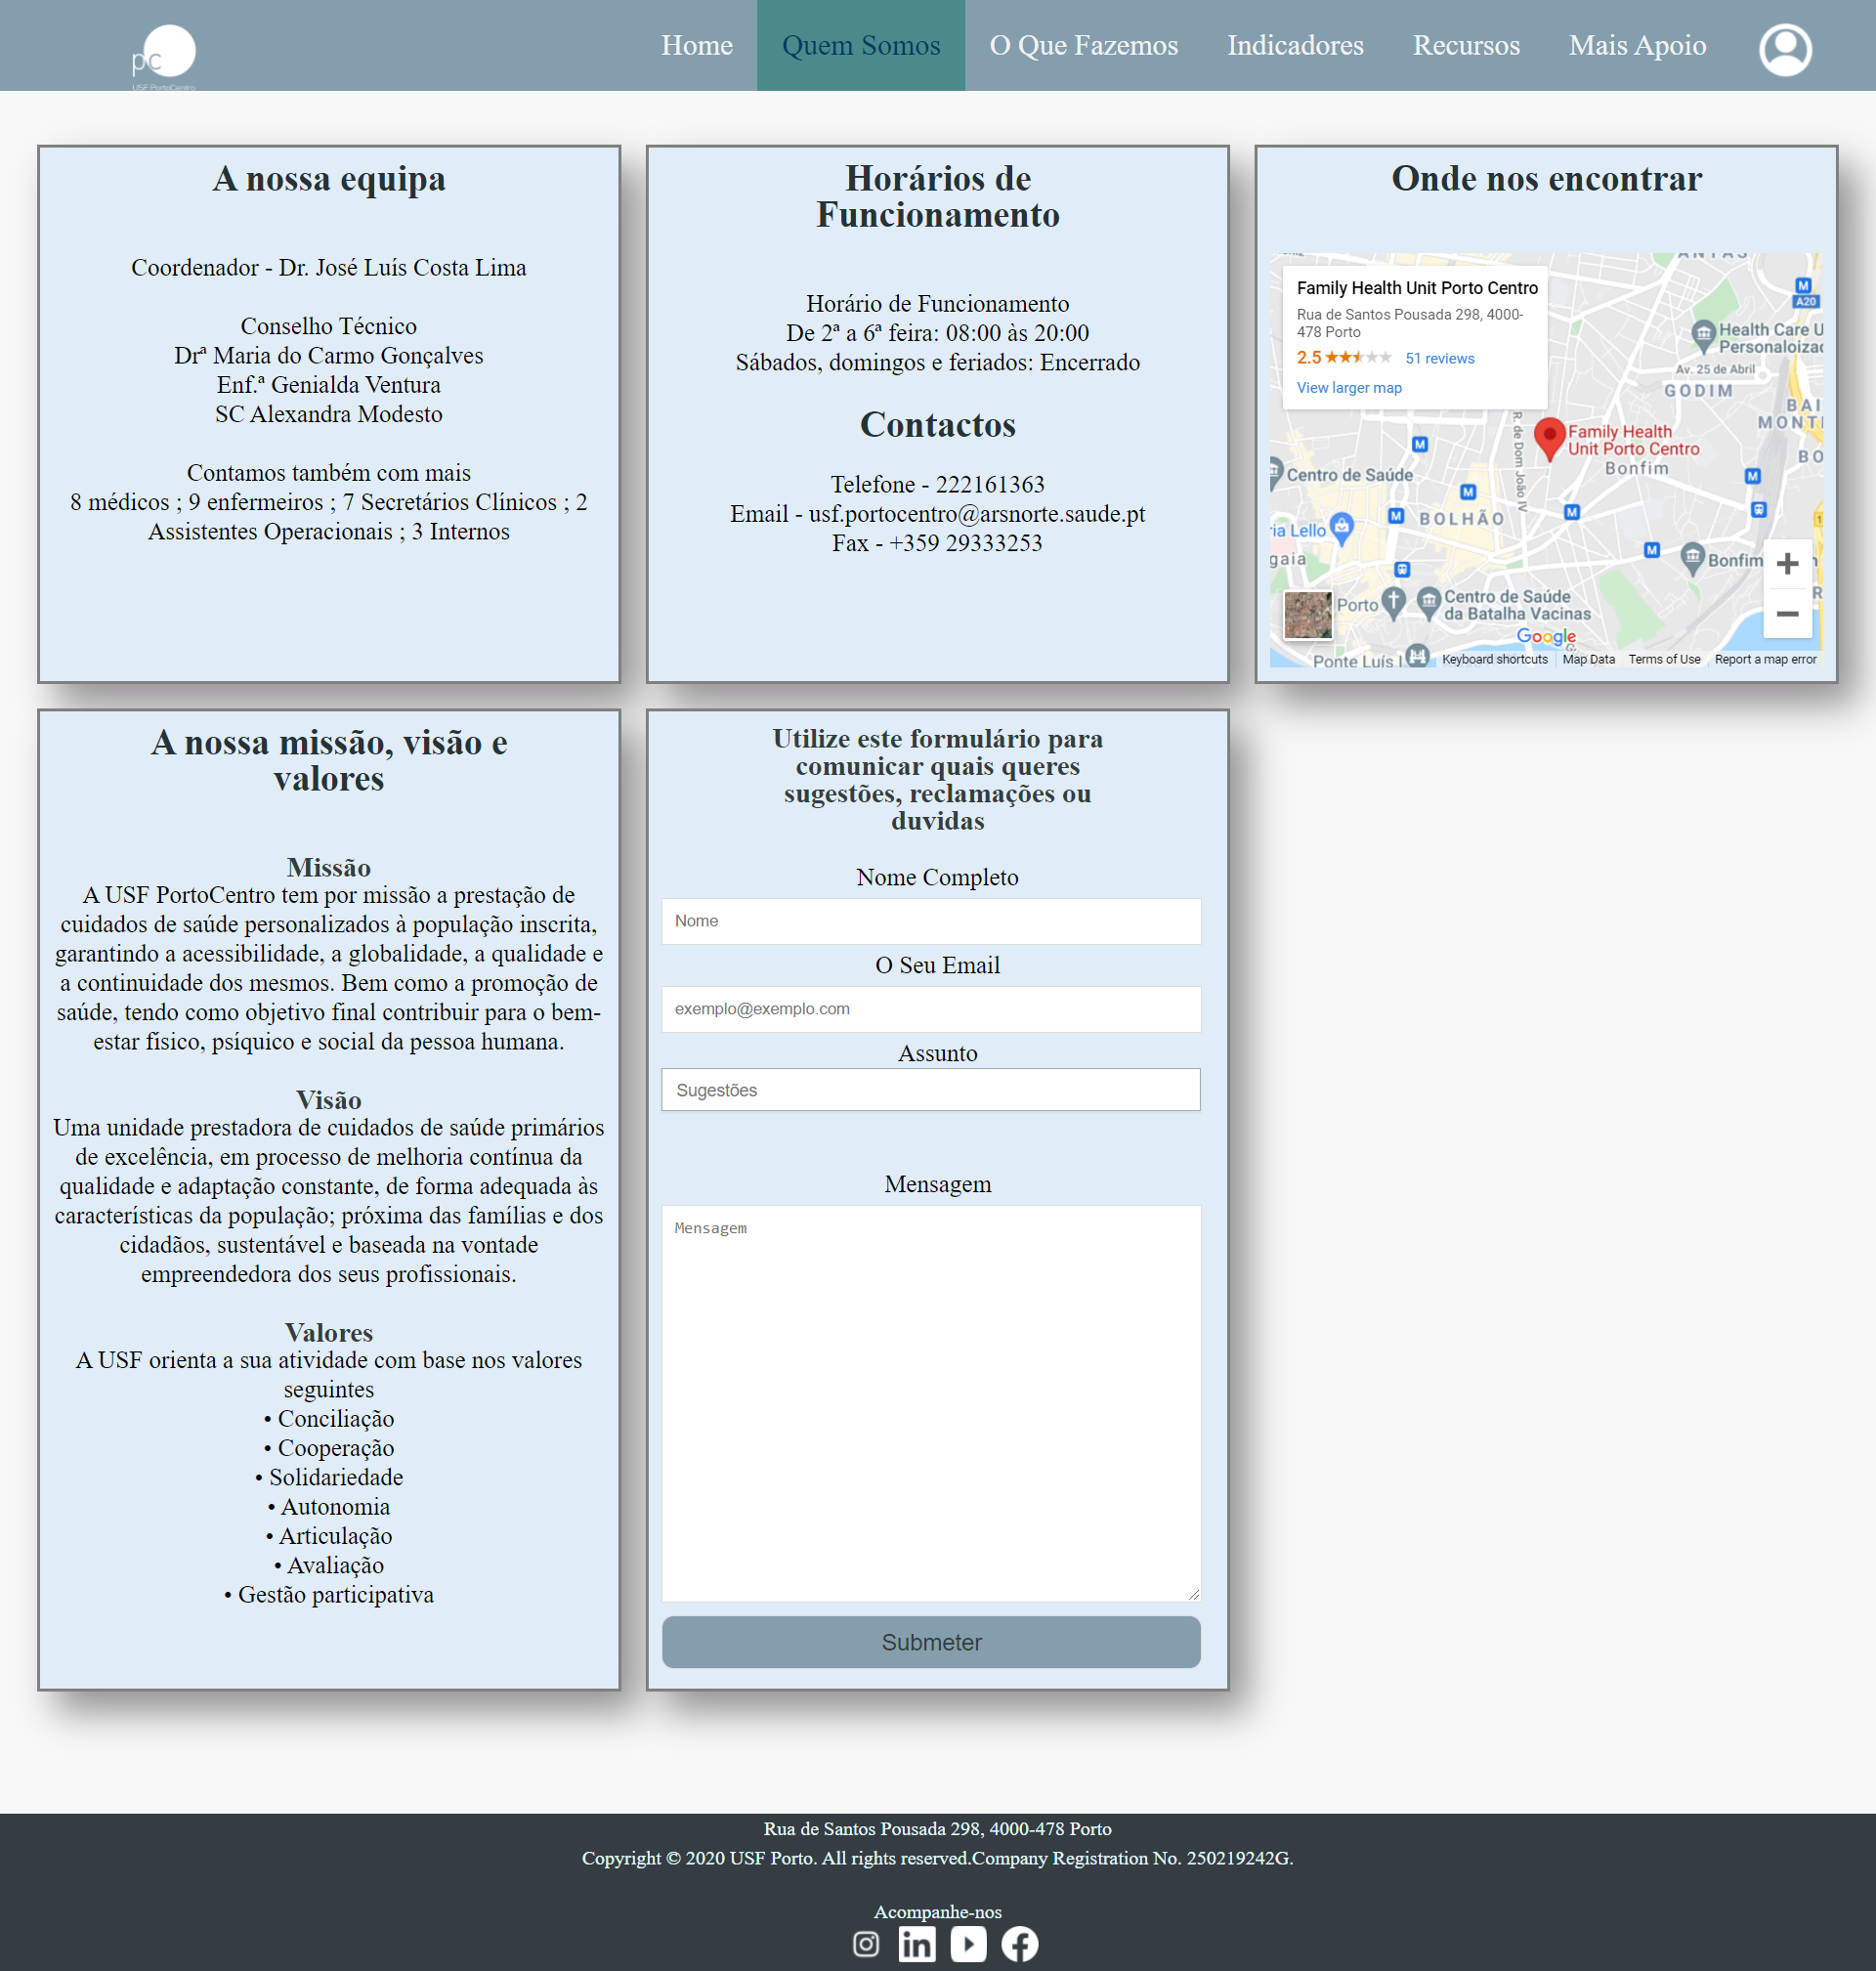 pc
USF PortoCentro
Home
Quem Somos
O Que Fazemos
Indicadores
Recursos
Mais Apoio
A nossa equipa
Coordenador - Dr. José Luís Costa Lima
Conselho Técnico
Drª Maria do Carmo Gonçalves
Enf.ª Genialda Ventura
SC Alexandra Modesto
Contamos também com mais
8 médicos ; 9 enfermeiros ; 7 Secretários Clínicos ; 2
Assistentes Operacionais ; 3 Internos
Horários de
Funcionamento
Horário de Funcionamento
De 2ª a 6ª feira: 08:00 às 20:00
Sábados, domingos e feriados: Encerrado
Contactos
Telefone - 222161363
Email - usf.portocentro@arsnorte.saude.pt
Fax - +359 29333253
Onde nos encontrar
Family Health Unit Porto Centro
Rua de Santos Pousada 298, 4000-
478 Porto
2.5
51 reviews
View larger map
ANTAS
M
A20
Health Care U
Personaloizad
Av. 25 de Abril
GODIM
BAI
MONT
BO
R. de Dom João IV
Family Health
Unit Porto Centro
Bonfim
M
Centro de Saúde
M
M
M
BOLHÃO
M
ria Lello
gaia
M
Bonfim
1
R
Porto
Centro de Saúde
da Batalha Vacinas
Google
Ponte Luís I
Keyboard shortcuts
Map Data
Terms of Use
Report a map error
A nossa missão, visão e
valores
Missão
A USF PortoCentro tem por missão a prestação de
cuidados de saúde personalizados à população inscrita,
garantindo a acessibilidade, a globalidade, a qualidade e
a continuidade dos mesmos. Bem como a promoção de
saúde, tendo como objetivo final contribuir para o bem-
estar físico, psíquico e social da pessoa humana.
Visão
Uma unidade prestadora de cuidados de saúde primários
de excelência, em processo de melhoria contínua da
qualidade e adaptação constante, de forma adequada às
características da população; próxima das famílias e dos
cidadãos, sustentável e baseada na vontade
empreendedora dos seus profissionais.
Valores
A USF orienta a sua atividade com base nos valores
seguintes
• Conciliação
• Cooperação
• Solidariedade
• Autonomia
• Articulação
• Avaliação
• Gestão participativa
Utilize este formulário para
comunicar quais queres
sugestões, reclamações ou
duvidas
Nome Completo
Nome
O Seu Email
exemplo@exemplo.com
Assunto
Sugestões
Mensagem
Mensagem
Submeter
Rua de Santos Pousada 298, 4000-478 Porto
Copyright © 2020 USF Porto. All rights reserved.Company Registration No. 250219242G.
Acompanhe-nos
in